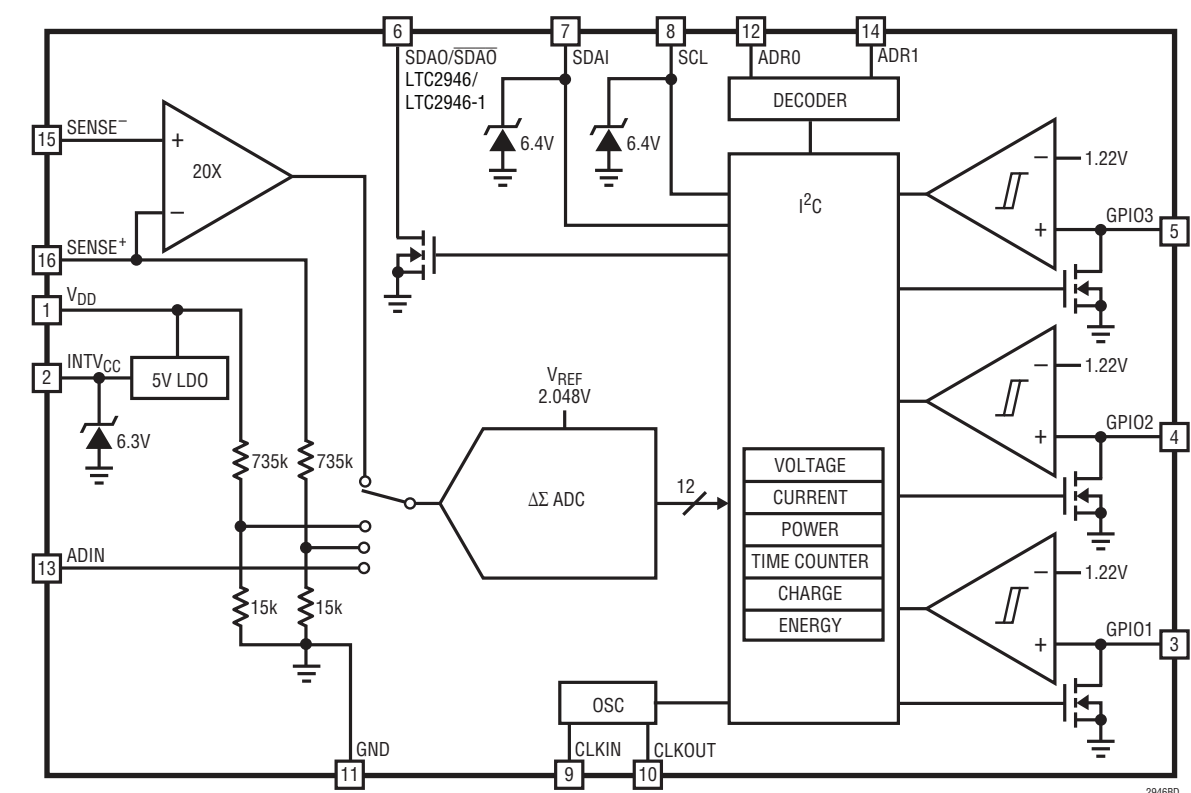 6
7
8
12
14
SDAO/SDAO
LTC2946/
LTC2946-1
SDAI
SCL
ADR0
ADR1
DECODER
15
SENSE–
+
20X
–
6.4V
6.4V
I2C
–
1.22V
+
GPIO3
5
16
SENSE+
1
VDD
2
INTVCC
5V LDO
6.3V
735k
735k
VREF
2.048V
ΔΣ ADC
12
–
1.22V
+
GPIO2
4
VOLTAGE
CURRENT
POWER
TIME COUNTER
CHARGE
ENERGY
13
ADIN
15k
15k
–
1.22V
+
GPIO1
3
OSC
GND
11
CLKIN
9
CLKOUT
10
2946BD